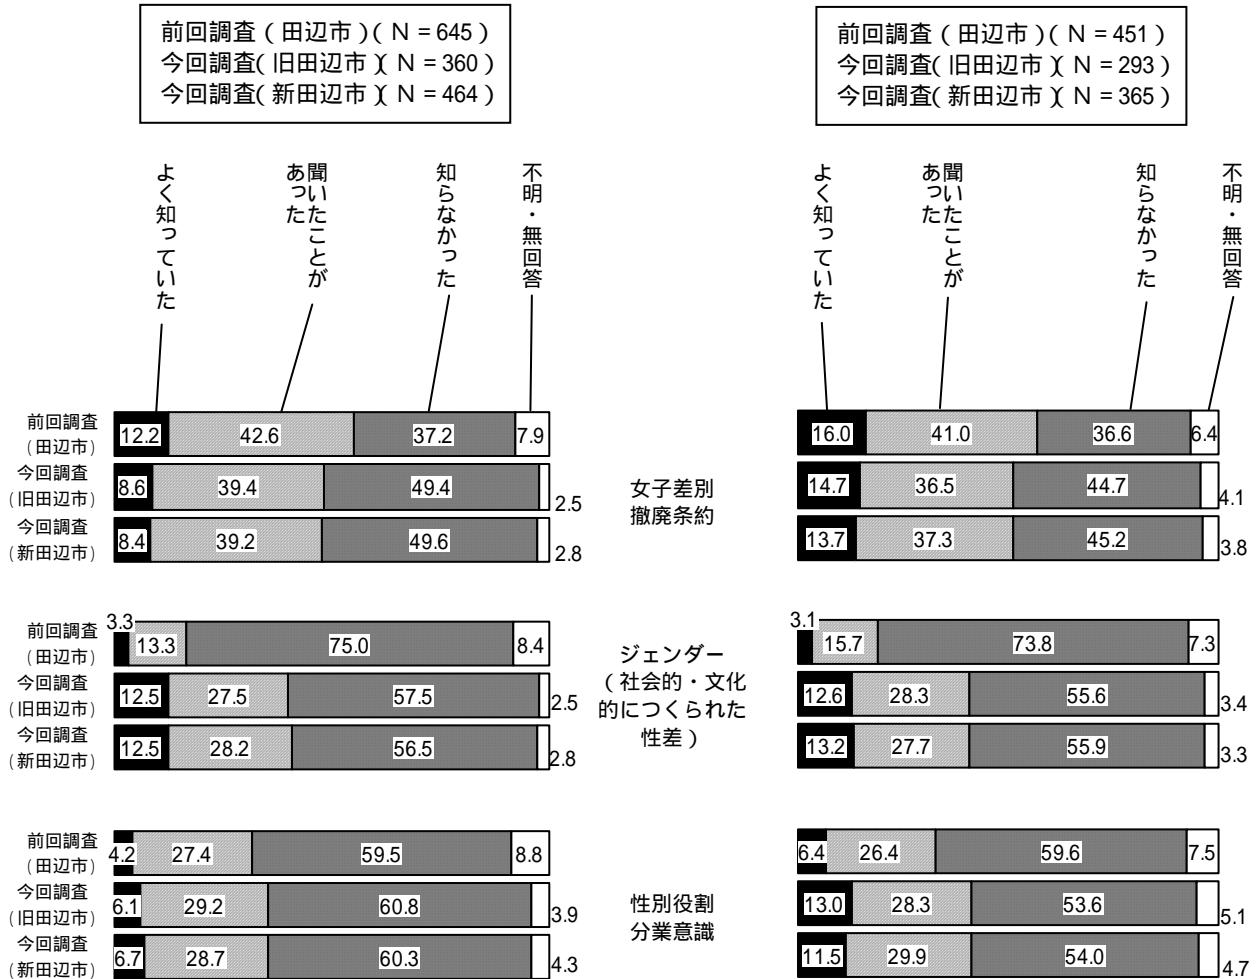 前回調査（田辺市）（Ｎ＝645）
今回調査（旧田辺市）（Ｎ＝360）
今回調査（新田辺市）（Ｎ＝464）
前回調査（田辺市）（Ｎ＝451）
今回調査（旧田辺市）（Ｎ＝293）
今回調査（新田辺市）（Ｎ＝365）
よく知っていた
聞いたことが
あった
知らなかった
不明・無回答
よく知っていた
聞いたことが
あった
知らなかった
不明・無回答
女子差別
撤廃条約
前回調査
（田辺市）
12.2 42.6 37.2 7.9
16.0 41.0 36.6 6.4
今回調査
（旧田辺市）
8.6 39.4 49.4 2.5
14.7 36.5 44.7 4.1
今回調査
（新田辺市）
8.4 39.2 49.6 2.8
13.7 37.3 45.2 3.8
ジェンダー
（社会的・文化
的につくられた
性差）
前回調査
（田辺市）
3.3 13.3 75.0 8.4
3.1 15.7 73.8 7.3
今回調査
（旧田辺市）
12.5 27.5 57.5 2.5
12.6 28.3 55.6 3.4
今回調査
（新田辺市）
12.5 28.2 56.5 2.8
13.2 27.7 55.9 3.3
性別役割
分業意識
前回調査
（田辺市）
4.2 27.4 59.5 8.8
6.4 26.4 59.6 7.5
今回調査
（旧田辺市）
6.1 29.2 60.8 3.9
13.0 28.3 53.6 5.1
今回調査
（新田辺市）
6.7 28.7 60.3 4.3
11.5 29.9 54.0 4.7